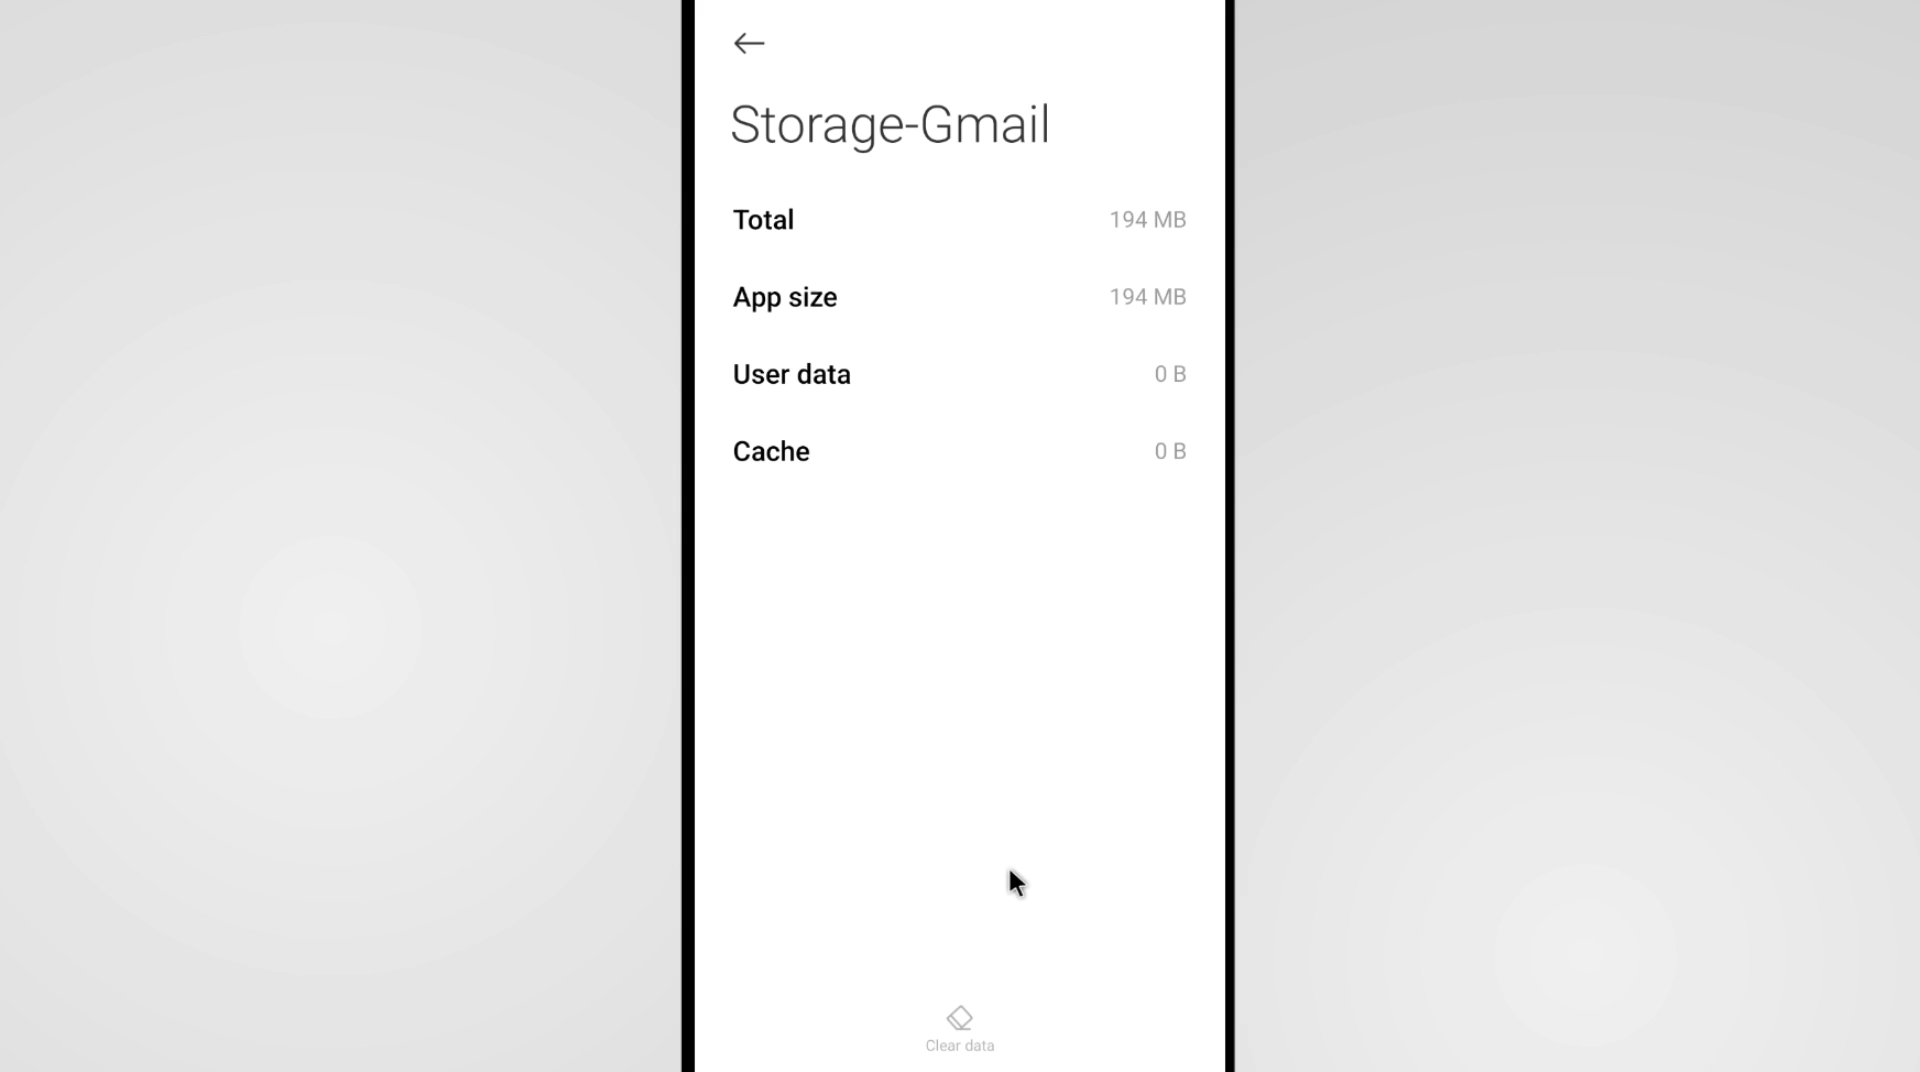 Storage-Gmail
Total 194 MB
App size 194 MB
User data 0 B
Cache 0 B
Clear data